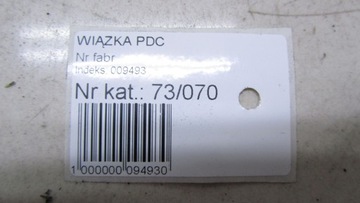 WIĄZKA PDC
Nr fabr
Indeks: 009493
Nr kat.: 73/070
1 000000 094930